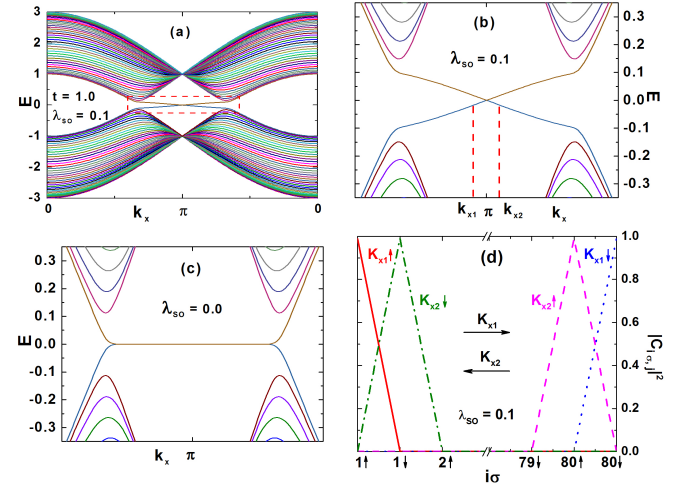 (a)
3
2
1
0
-1
-2
-3
E
t = 1.0
λso = 0.1
0
kx
π
0
(b)
λso = 0.1
0.3
0.2
0.1
0.0
-0.1
-0.2
-0.3
E
kx1 π kx2 kx
(c)
λso = 0.0
0.3
0.2
0.1
0.0
-0.1
-0.2
-0.3
E
kx π
(d)
Kx1↑
Kx2↓
Kx1
Kx2
Kx2↑
Kx1↓
λSO = 0.1
1.0
0.8
0.6
0.4
0.2
0.0
|Ciσ,j|²
1↑ 1↓ 2↑ 79↓ 80↑ 80↓
iσ